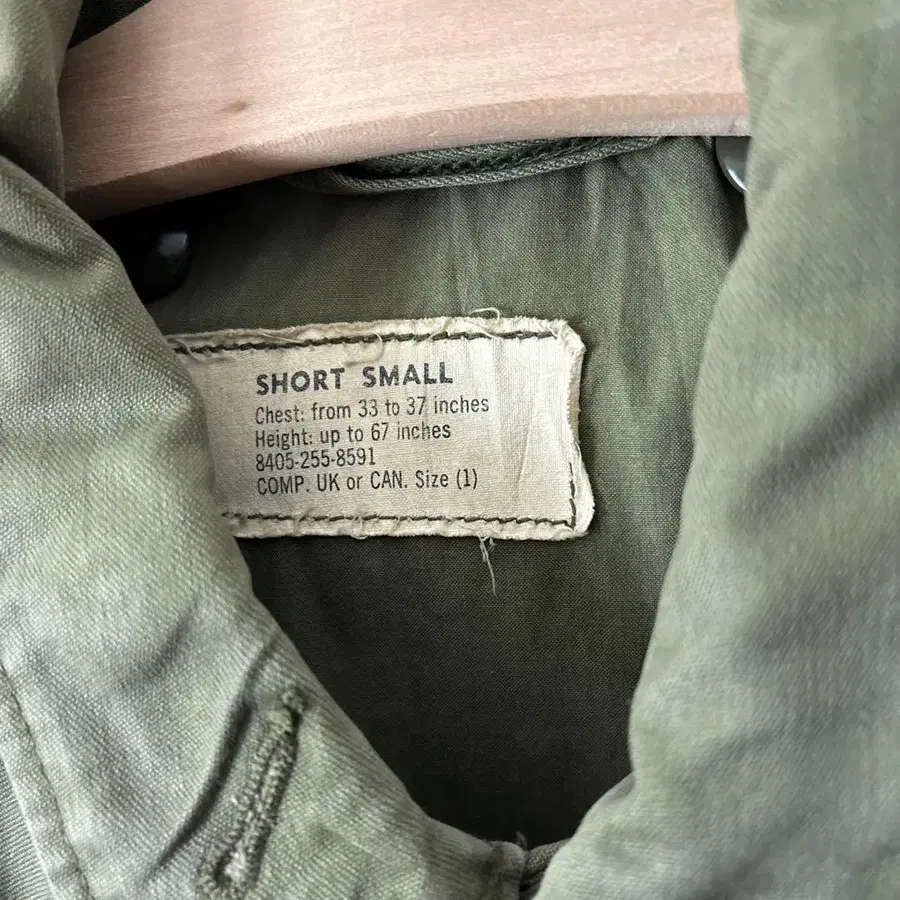 SHORT SMALL
Chest: from 33 to 37 inches
Height: up to 67 inches
8405-255-8591
COMP. UK or CAN. Size (1)